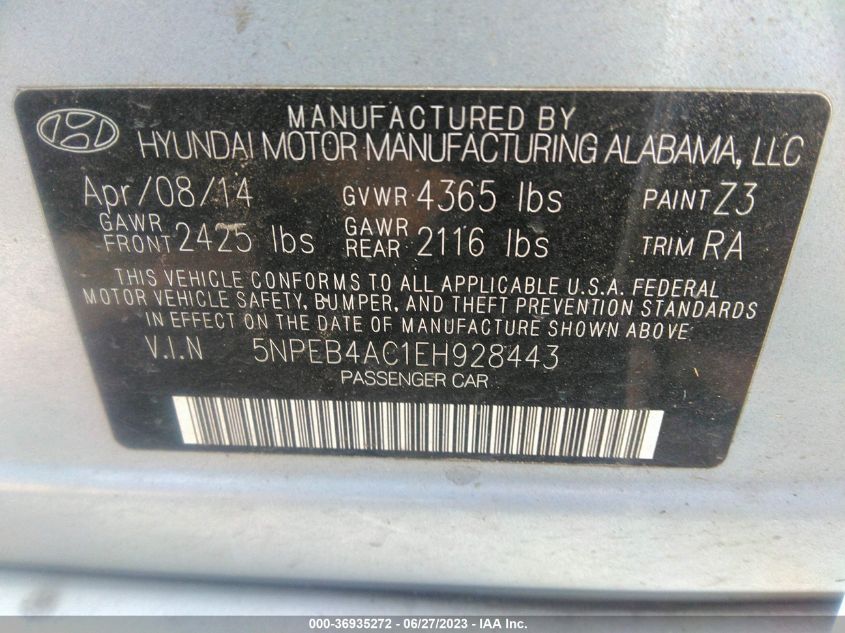 MANUFACTURED BY
HYUNDAI MOTOR MANUFACTURING ALABAMA, LLC
Apr/08/14 GVWR 4365 lbs PAINT Z3
GAWR FRONT 2425 lbs GAWR REAR 2116 lbs TRIM RA
THIS VEHICLE CONFORMS TO ALL APPLICABLE U.S.A. FEDERAL
MOTOR VEHICLE SAFETY, BUMPER, AND THEFT PREVENTION STANDARDS
IN EFFECT ON THE DATE OF MANUFACTURE SHOWN ABOVE
V.I.N 5NPEB4AC1EH928443
PASSENGER CAR
000-36935272 - 06/27/2023 - IAA Inc.